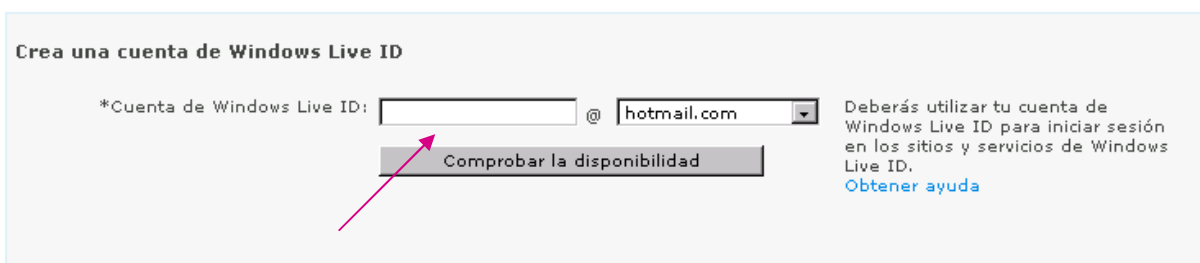 Crea una cuenta de Windows Live ID
*Cuenta de Windows Live ID: @ hotmail.com
Comprobar la disponibilidad
Deberás utilizar tu cuenta de
Windows Live ID para iniciar sesión
en los sitios y servicios de Windows
Live ID.
Obtener ayuda